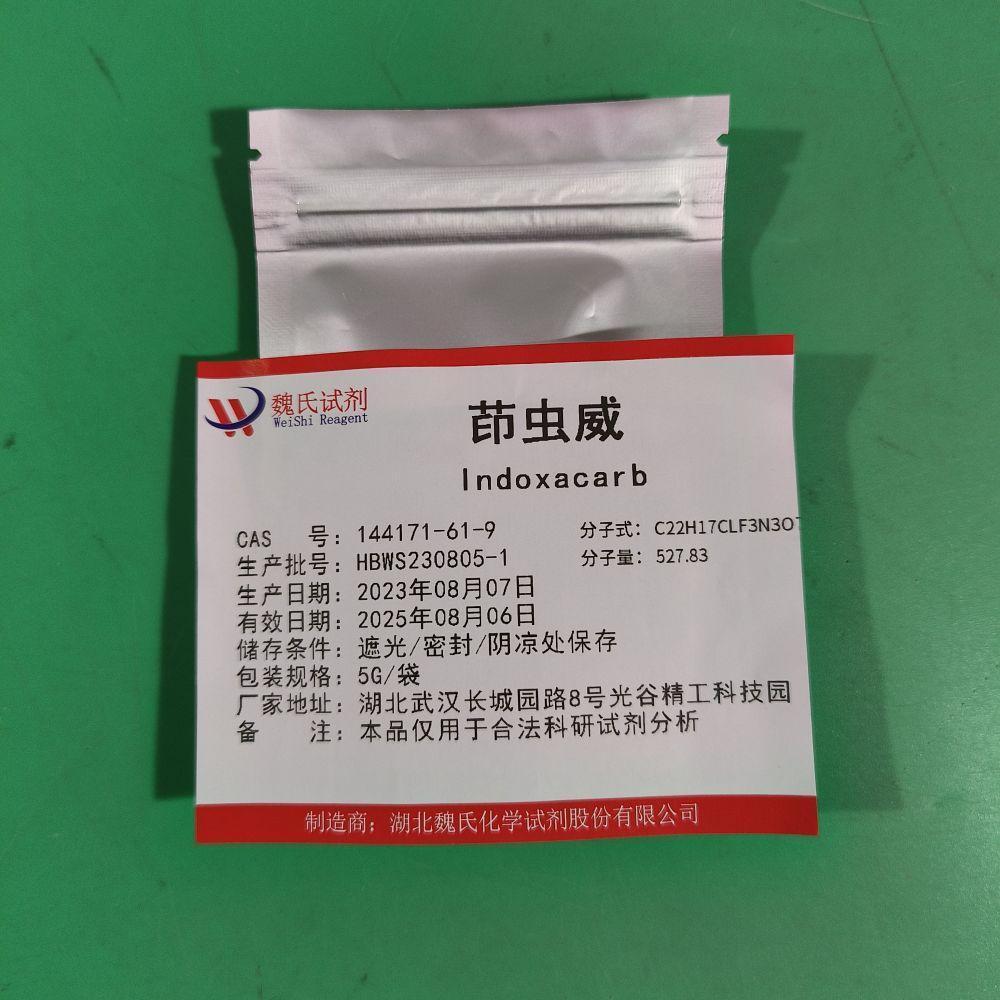 魏氏试剂
WeiShi Reagent
茚虫威
Indoxacarb
CAS 号：144171-61-9
分子式：C22H17CLF3N3O7
生产批号：HBWS230805-1
分子量：527.83
生产日期：2023年08月07日
有效日期：2025年08月06日
储存条件：遮光/密封/阴凉处保存
包装规格：5G/袋
厂家地址：湖北武汉长城园路8号光谷精工科技园
备 注：本品仅用于合法科研试剂分析
制造商：湖北魏氏化学试剂股份有限公司